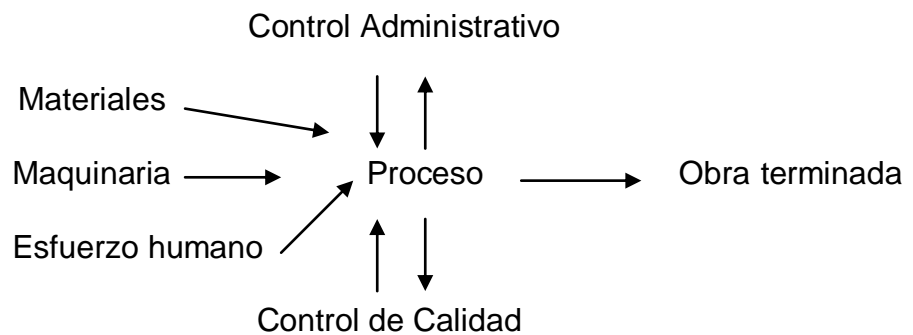 Control Administrativo
Materiales
Maquinaria
Proceso
Obra terminada
Esfuerzo humano
Control de Calidad